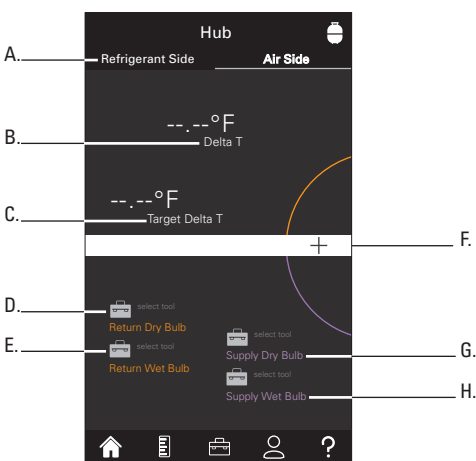 Hub
A. Refrigerant Side Air Side
--.--°F
B. Delta T
--.--°F
C. Target Delta T
+ F.
D. select tool
Return Dry Bulb
E. select tool
Return Wet Bulb
select tool
Supply Dry Bulb G.
select tool
Supply Wet Bulb H.
?